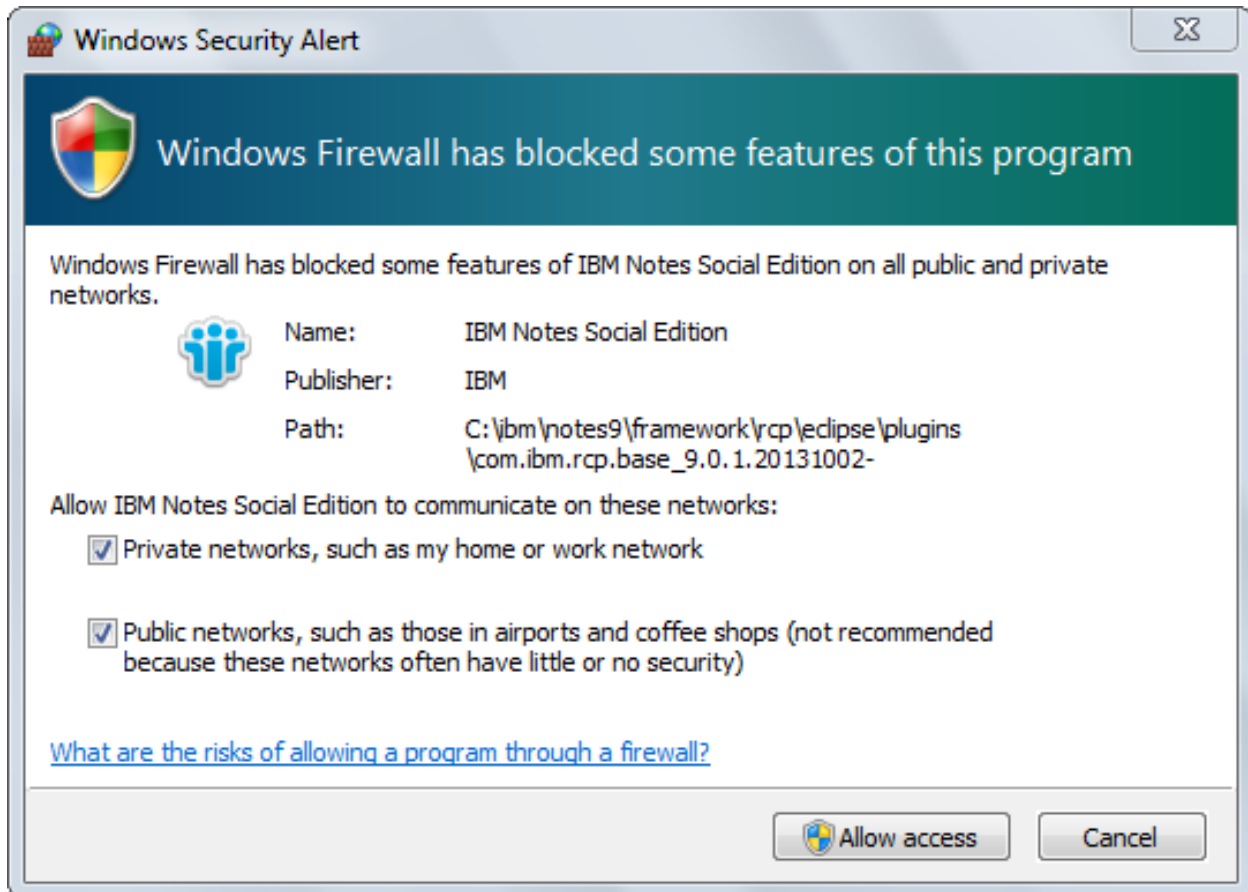 Windows Security Alert
Windows Firewall has blocked some features of this program
Windows Firewall has blocked some features of IBM Notes Social Edition on all public and private
networks.
Name: IBM Notes Social Edition
Publisher: IBM
Path: C:\ibm\notes9\framework\rcp\eclipse\plugins
\com.ibm.rcp.base_9.0.1.20131002-
Allow IBM Notes Social Edition to communicate on these networks:
Private networks, such as my home or work network
Public networks, such as those in airports and coffee shops (not recommended
because these networks often have little or no security)
What are the risks of allowing a program through a firewall?
Allow access Cancel